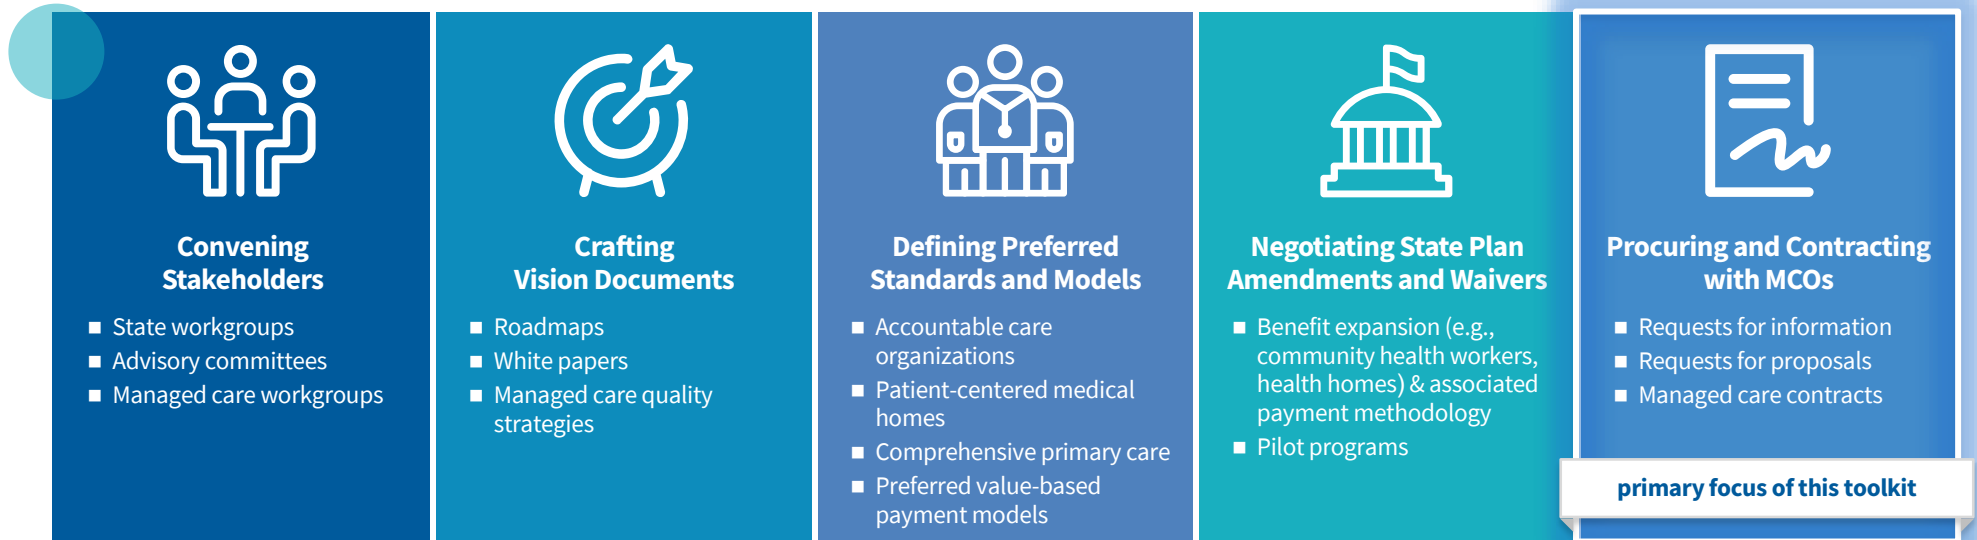 Convening
Stakeholders
■ State workgroups
■ Advisory committees
■ Managed care workgroups
Crafting
Vision Documents
■ Roadmaps
■ White papers
■ Managed care quality
strategies
Defining Preferred
Standards and Models
■ Accountable care
organizations
■ Patient-centered medical
homes
■ Comprehensive primary care
■ Preferred value-based
payment models
Negotiating State Plan
Amendments and Waivers
■ Benefit expansion (e.g.,
community health workers,
health homes) & associated
payment methodology
■ Pilot programs
Procuring and Contracting
with MCOs
■ Requests for information
■ Requests for proposals
■ Managed care contracts
primary focus of this toolkit